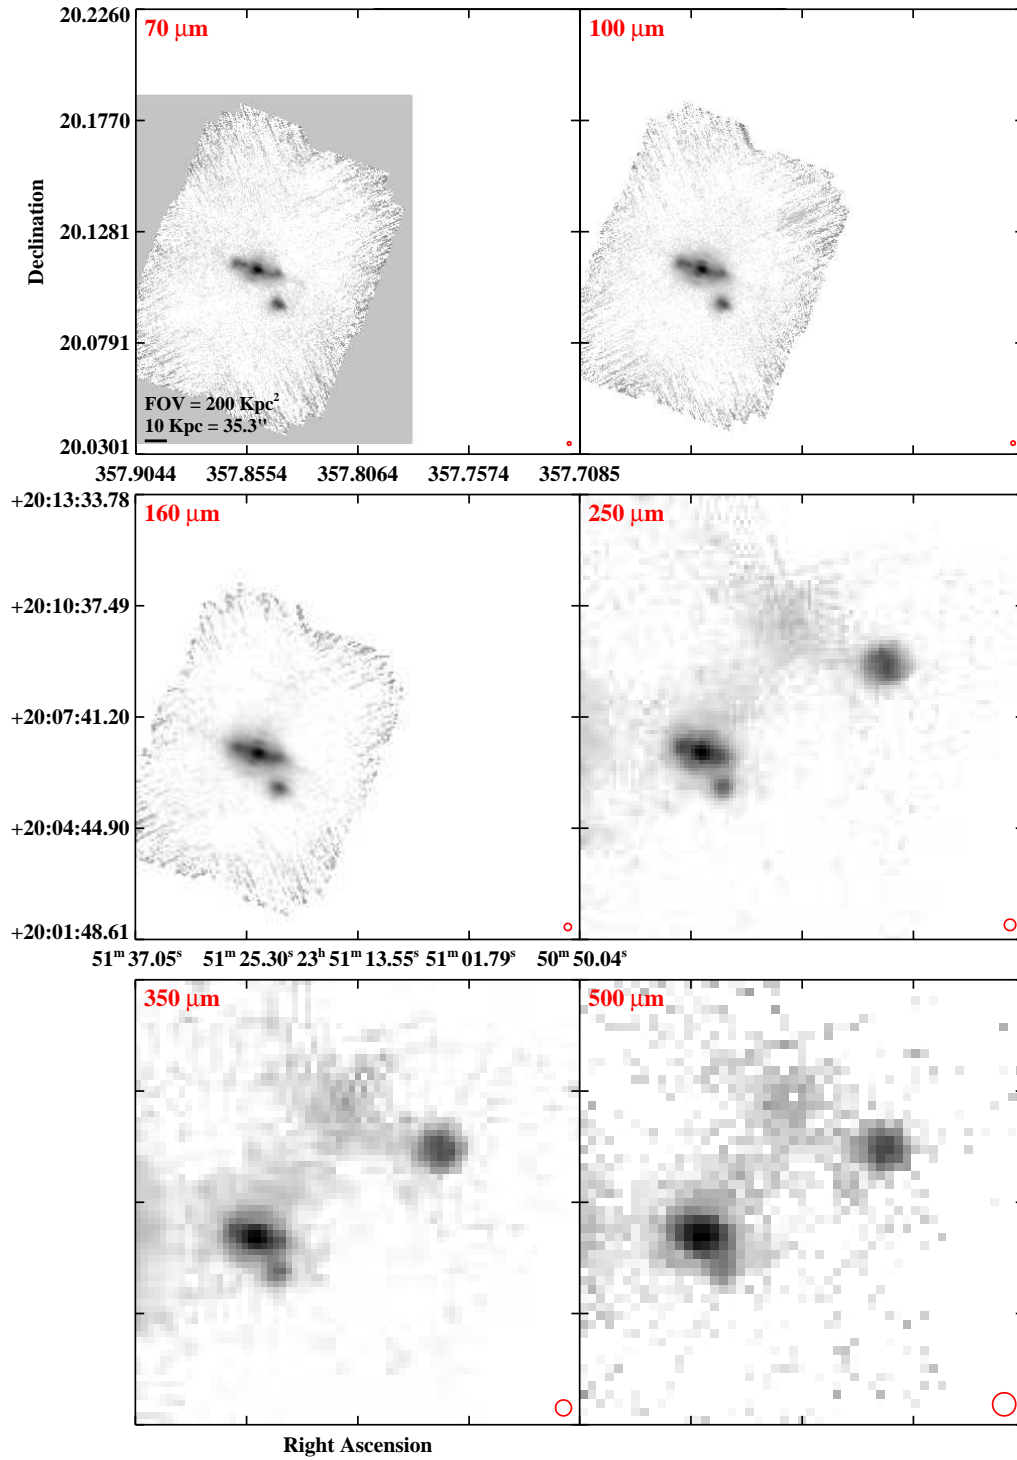 20.2260
70 µm
100 µm
20.1770
Declination
20.1281
20.0791
FOV = 200 Kpc²
10 Kpc = 35.3"
20.0301
357.9044 357.8554 357.8064 357.7574 357.7085
+20:13:33.78
160 µm
250 µm
+20:10:37.49
+20:07:41.20
+20:04:44.90
+20:01:48.61
51ᵐ 37.05ˢ 51ᵐ 25.30ˢ 23ʰ 51ᵐ 13.55ˢ 51ᵐ 01.79ˢ 50ᵐ 50.04ˢ
350 µm
500 µm
Right Ascension